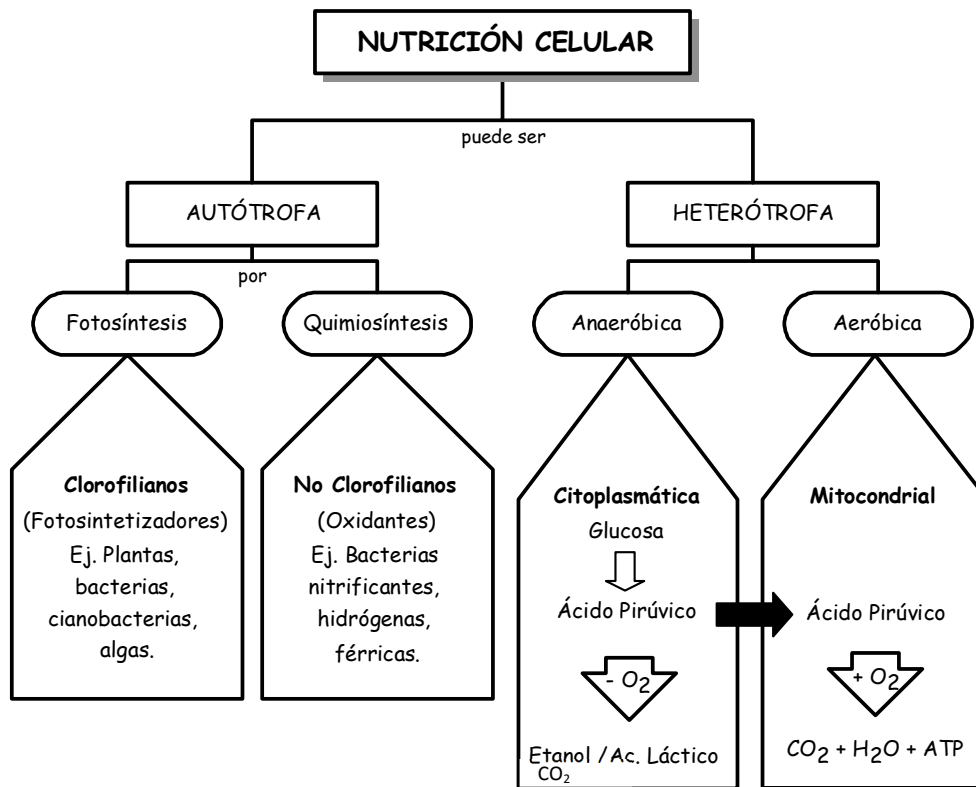 NUTRICIÓN CELULAR
puede ser
AUTÓTROFA
por
Fotosíntesis
Clorofilianos
(Fotosintetizadores)
Ej. Plantas,
bacterias,
cianobacterias,
algas.
Quimiosíntesis
No Clorofilianos
(Oxidantes)
Ej. Bacterias
nitrificantes,
hidrógenas,
férricas.
HETERÓTROFA
Anaeróbica
Citoplasmática
Glucosa
Ácido Pirúvico
- O₂
Etanol /Ac. Láctico
CO₂
Aeróbica
Mitocondrial
Ácido Pirúvico
+ O₂
CO₂ + H₂O + ATP